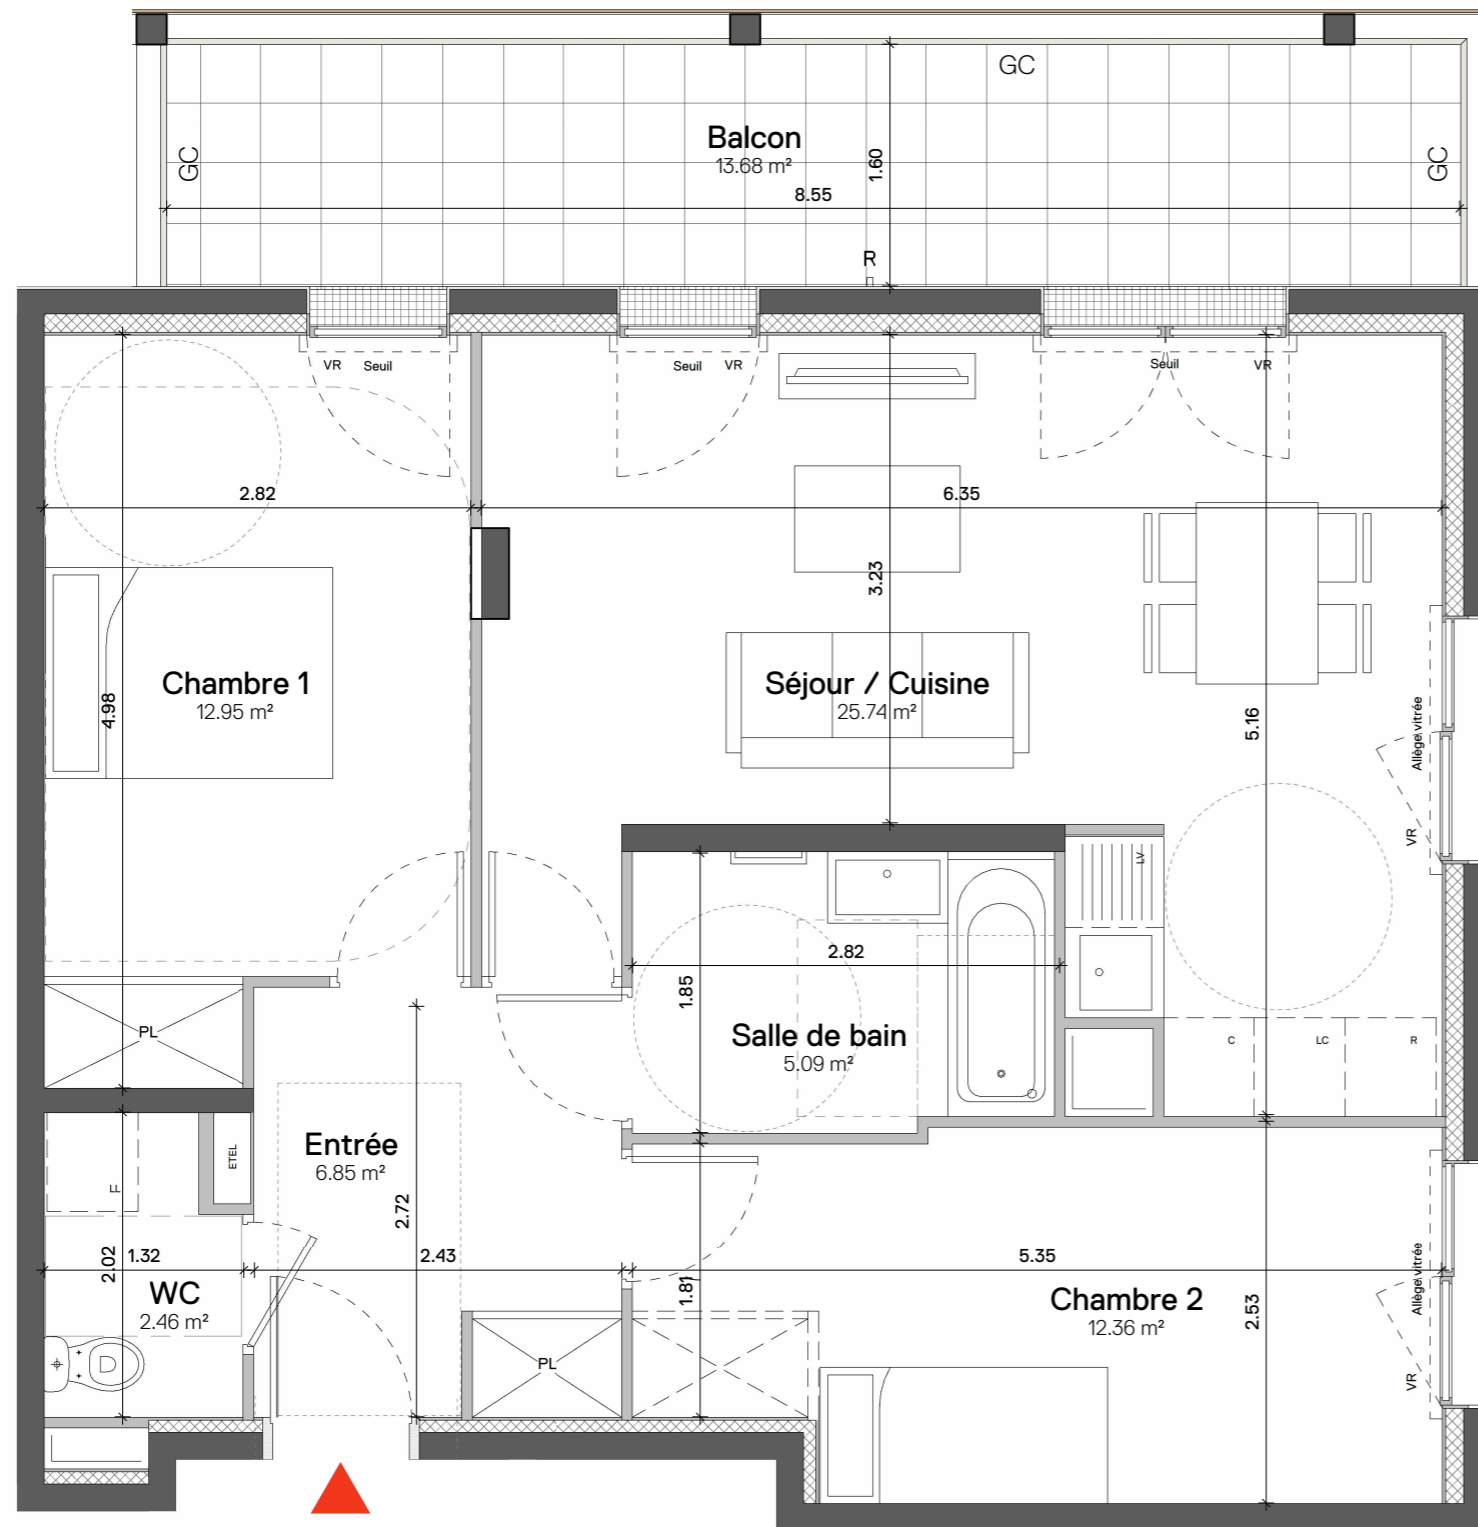 GC
GC
Balcon
13.68 m²
1.60
GC
8.55
R
VR
Seuil
Seuil
VR
Seuil
VR
2.82
6.35
3.23
Chambre 1
12.95 m²
4.98
Séjour / Cuisine
25.74 m²
5.16
Allège vitrée
VR
LV
2.82
1.85
PL
Salle de bain
5.09 m²
C
LC
R
Entrée
6.85 m²
ETEL
F
2.72
2.02
1.32
2.43
5.35
WC
2.46 m²
1.81
Chambre 2
12.36 m²
2.53
Allège vitrée
PL
VR